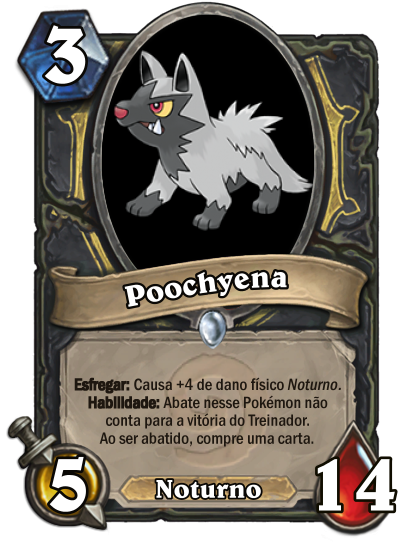 3
Poochyena
Esfregar: Causa +4 de dano físico Noturno.
Habilidade: Abate nesse Pokémon não
conta para a vitória do Treinador.
Ao ser abatido, compre uma carta.
5
Noturno
14